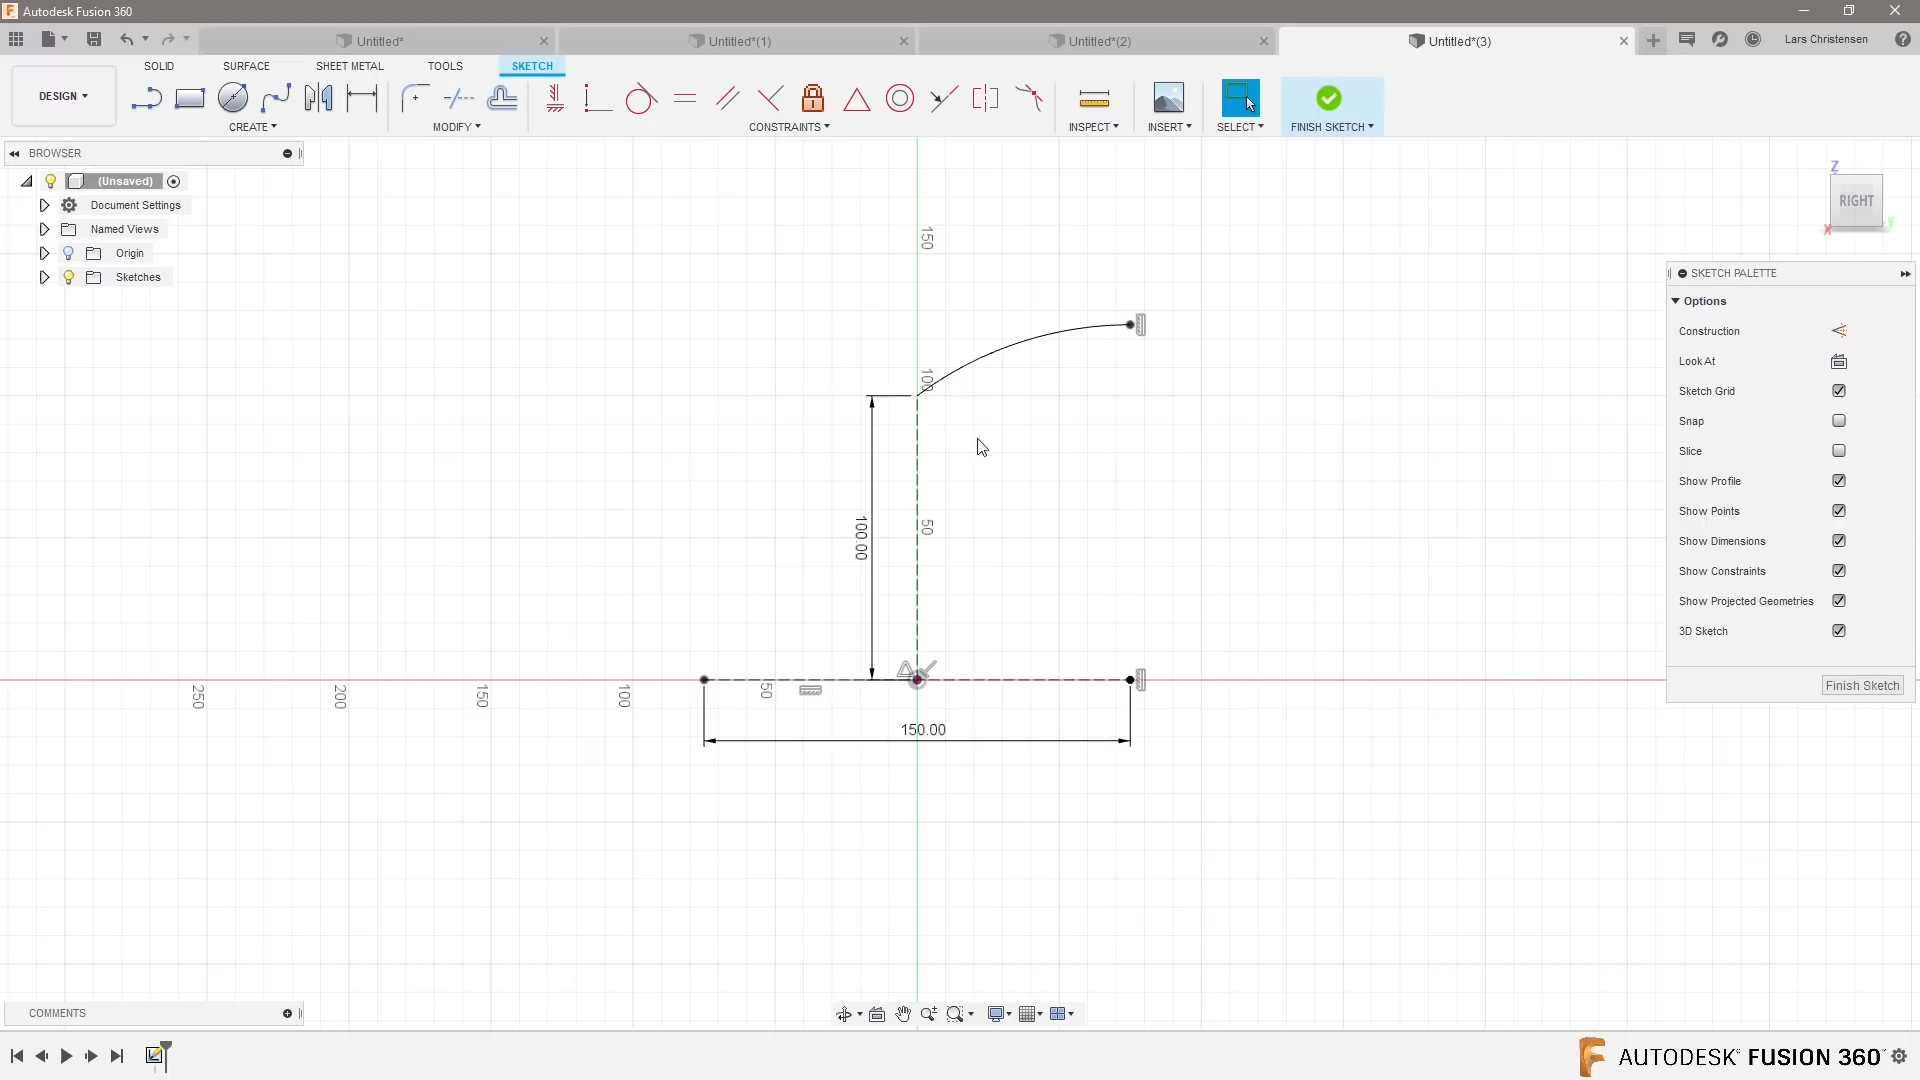 Autodesk Fusion 360
Untitled*
Untitled*(1)
Untitled*(2)
Untitled*(3)
Lars Christensen
SOLID
SURFACE
SHEET METAL
TOOLS
SKETCH
DESIGN
CREATE
MODIFY
CONSTRAINTS
INSPECT
INSERT
SELECT
FINISH SKETCH
BROWSER
(Unsaved)
Document Settings
Named Views
Origin
Sketches
Z
RIGHT
X
Y
SKETCH PALETTE
Options
Construction
Look At
Sketch Grid
Snap
Slice
Show Profile
Show Points
Show Dimensions
Show Constraints
Show Projected Geometries
3D Sketch
Finish Sketch
150
100
50
100.00
250
200
150
100
50
150.00
COMMENTS
AUTODESK FUSION 360